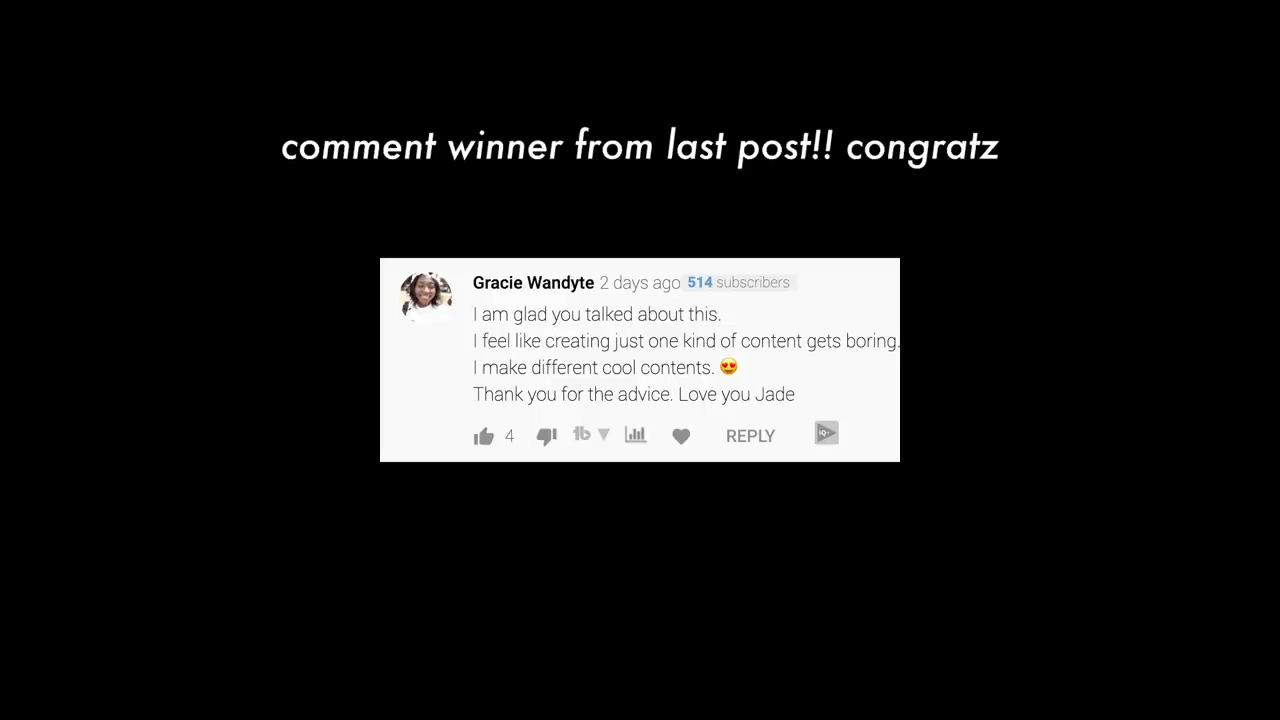 comment winner from last post!! congratz
Gracie Wandyte 2 days ago 514 subscribers
I am glad you talked about this.
I feel like creating just one kind of content gets boring.
I make different cool contents. 😍
Thank you for the advice. Love you Jade
4 tb REPLY IQ+